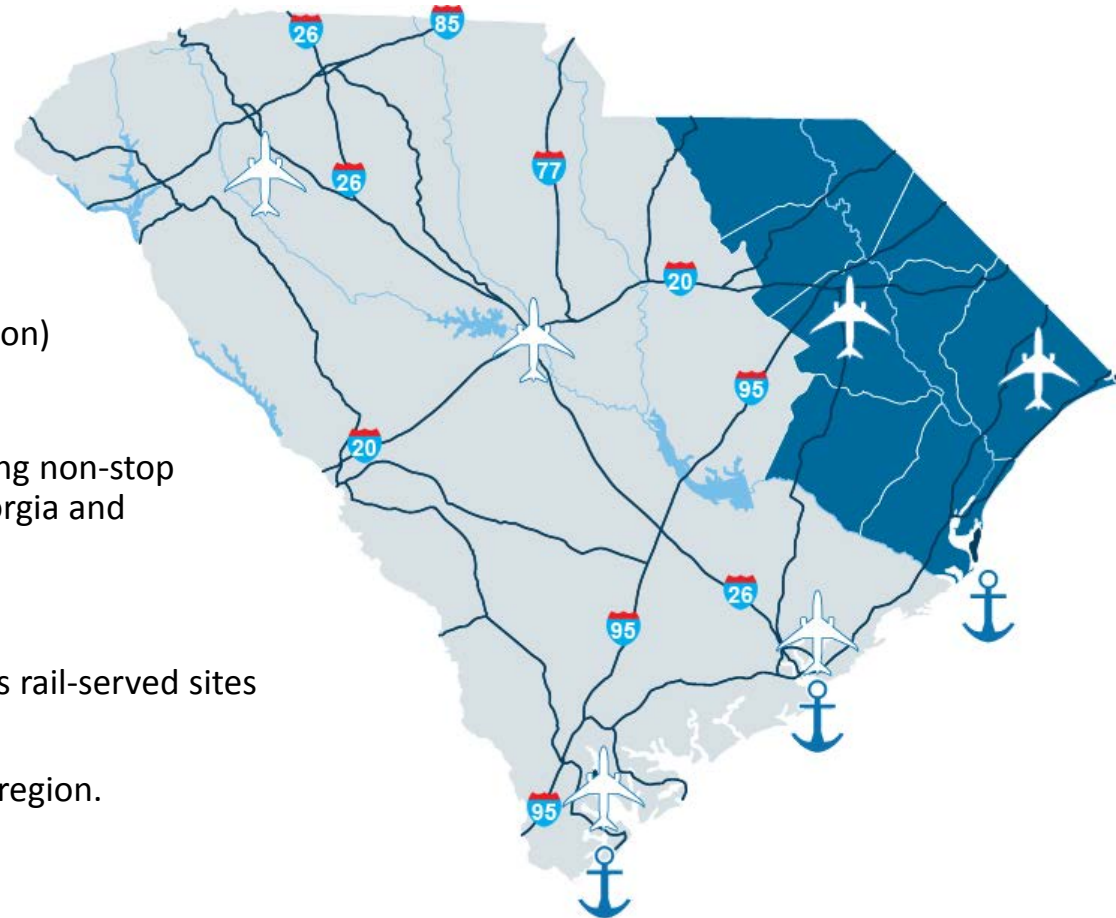 26
85
26
77
20
on)
95
20
ng non-stop
orgia and
26
95
s rail-served sites
region.
95